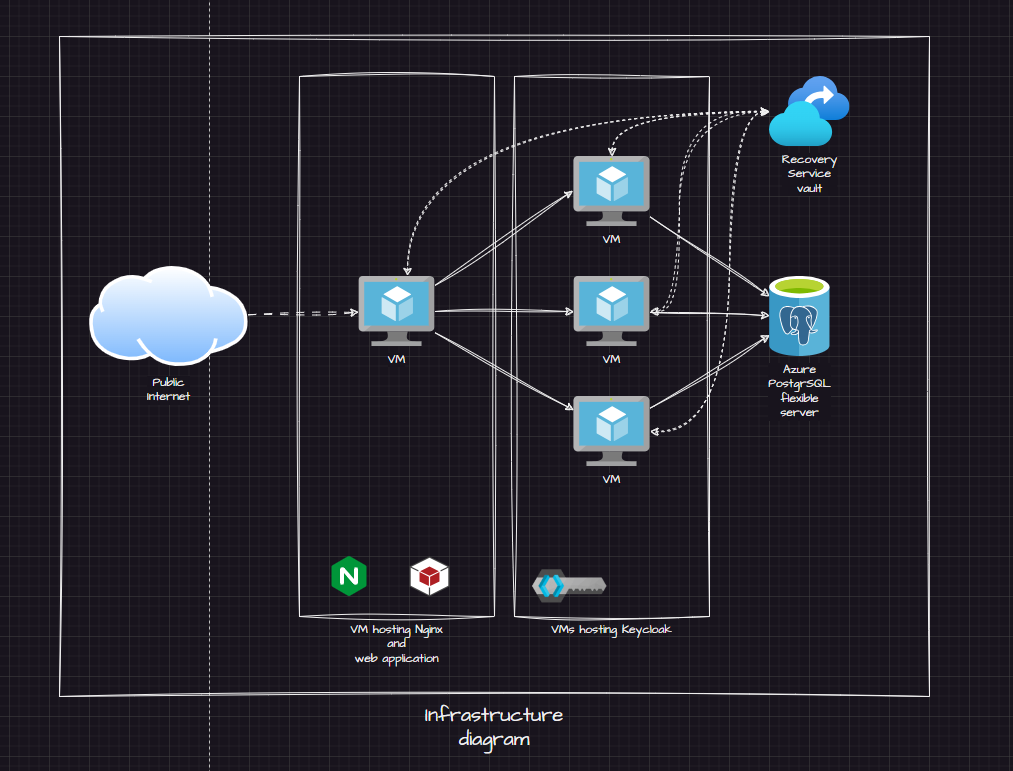 Recovery
Service
vault
VM
VM
VM
VM
Public
Internet
Azure
PostgrSQL
flexible
server
N
VM hosting Nginx
and
web application
VMs hosting Keycloak
Infrastructure
diagram